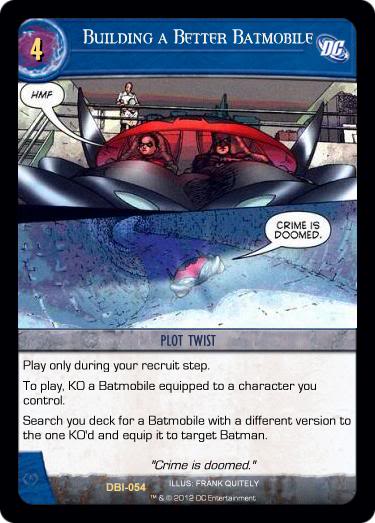 4
BUILDING A BETTER BATMOBILE
DC
HMF
CRIME IS
DOOMED.
PLOT TWIST
Play only during your recruit step.
To play, KO a Batmobile equipped to a character you
control.
Search you deck for a Batmobile with a different version to
the one KO'd and equip it to target Batman.
"Crime is doomed."
DBI-054
ILLUS: FRANK QUITELY
™ & © 2012 DC Entertainment